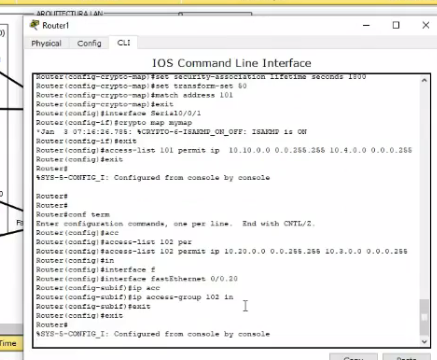 ARQUITECTURA LAN
Router1
Physical Config CLI
IOS Command Line Interface
Router(config-crypto-map)#set security-association lifetime seconds 1800
Router(config-crypto-map)#set transform-set 50
Router(config-crypto-map)#match address 101
Router(config-crypto-map)#exit
Router(config)#interface Serial0/0/1
Router(config-if)#crypto map mymap
*Jan 3 07:16:26.785: %CRYPTO-6-ISAKMP_ON_OFF: ISAKMP is ON
Router(config-if)#exit
Router(config)#access-list 101 permit ip 10.10.0.0 0.0.255.255 10.4.0.0 0.0.255.255
Router(config)#exit
Router#
%SYS-5-CONFIG_I: Configured from console by console
Router#
Router#
Router#conf term
Enter configuration commands, one per line. End with CNTL/Z.
Router(config)#acc
Router(config)#access-list 102 per
Router(config)#access-list 102 permit ip 10.20.0.0 0.0.255.255 10.3.0.0 0.0.255.255
Router(config)#in
Router(config)#interface f
Router(config)#interface fastEthernet 0/0.20
Router(config-subif)#ip acc
Router(config-subif)#ip access-group 102 in
Router(config-subif)#exit
Router(config)#exit
Router#
%SYS-5-CONFIG_I: Configured from console by console
Time
Copy Paste